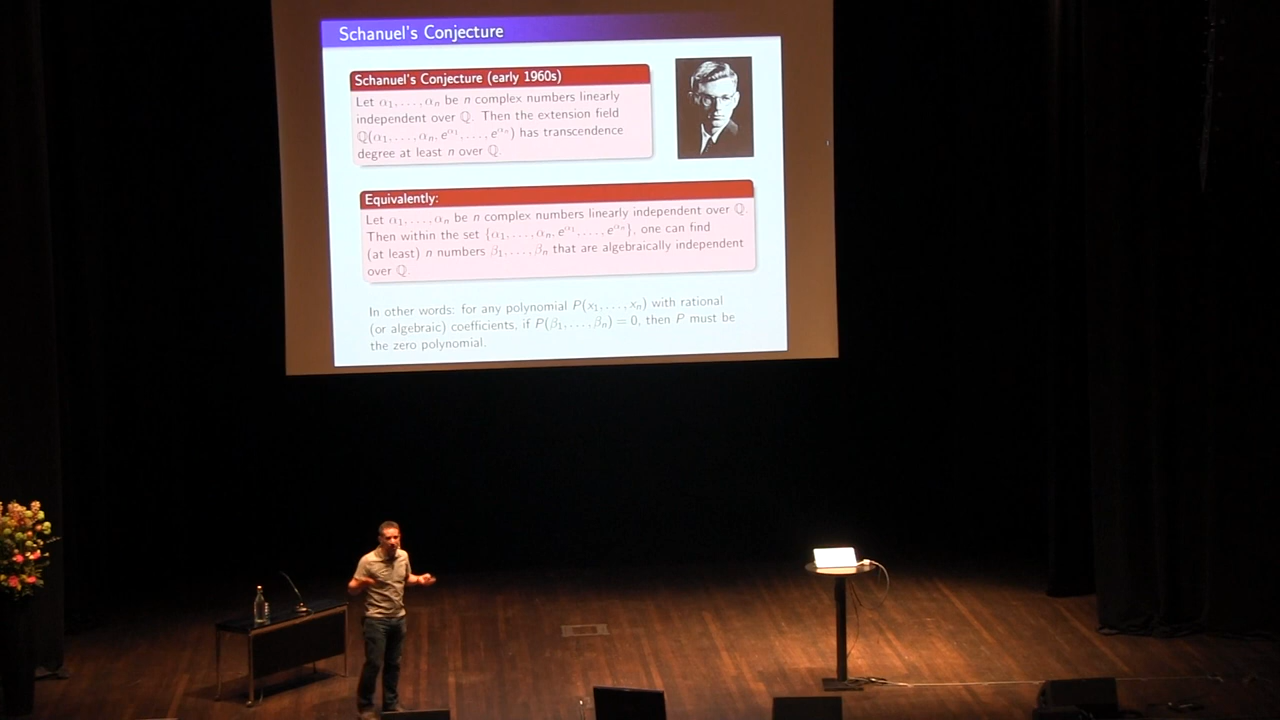 Schanuel's Conjecture
Schanuel's Conjecture (early 1960s)
Let α₁, . . . , αₙ be n complex numbers linearly
independent over ℚ. Then the extension field
ℚ(α₁, . . . , αₙ, e^α₁, . . . , e^αₙ) has transcendence
degree at least n over ℚ.
Equivalently:
Let α₁, . . . , αₙ be n complex numbers linearly independent over ℚ.
Then within the set {α₁, . . . , αₙ, e^α₁, . . . , e^αₙ}, one can find
(at least) n numbers β₁, . . . , βₙ that are algebraically independent
over ℚ.
In other words: for any polynomial P(x₁, . . . , xₙ) with rational
(or algebraic) coefficients, if P(β₁, . . . , βₙ) = 0, then P must be
the zero polynomial.